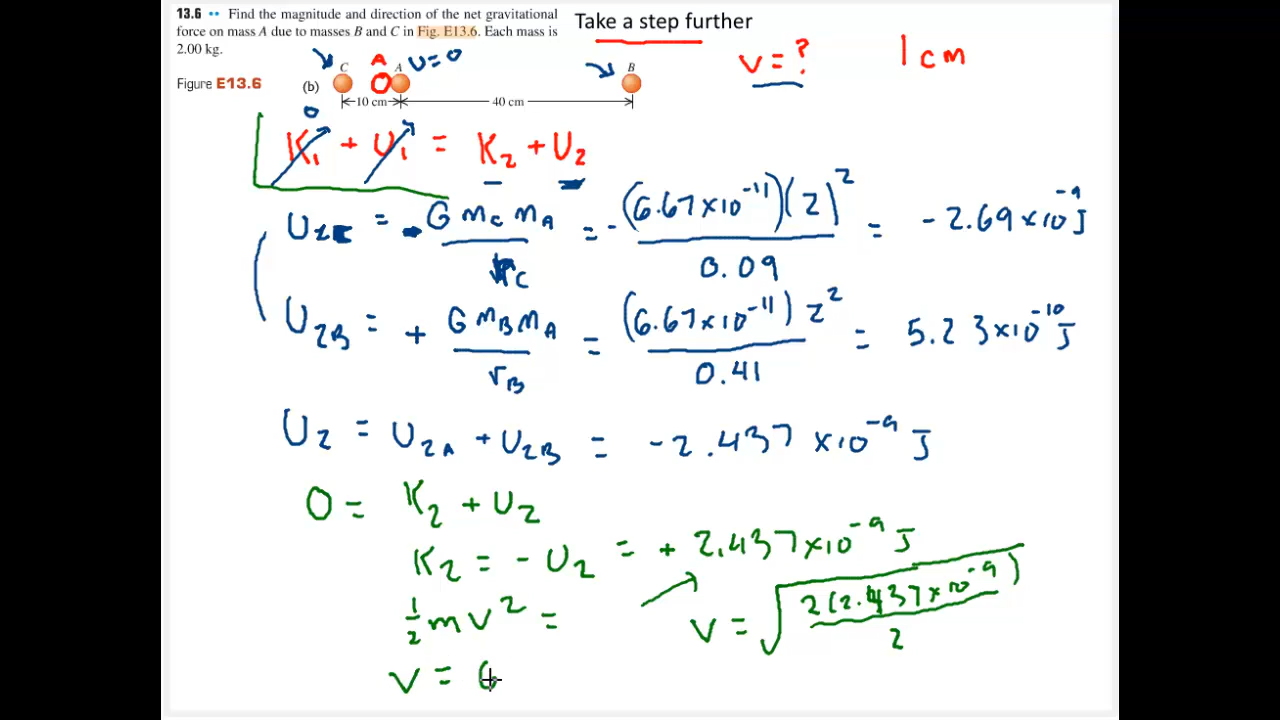 13.6 •• Find the magnitude and direction of the net gravitational
force on mass A due to masses B and C in Fig. E13.6. Each mass is
2.00 kg.
Take a step further
v = ?
1 cm
Figure E13.6
(b)
C A A U=0 B
10 cm 40 cm
0
K₁ + U₁ = K₂ + U₂
U₂C = - G mC mA / rC = - (6.67×10⁻¹¹)(2)² / 0.09 = - 2.69×10⁻⁹ J
U₂B = + G mB mA / rB = (6.67×10⁻¹¹) 2² / 0.41 = 5.23×10⁻¹⁰ J
U₂ = U₂A + U₂B = - 2.437 ×10⁻⁹ J
0 = K₂ + U₂
K₂ = - U₂ = + 2.437×10⁻⁹ J
½ m v² =
v = √(2(2.437×10⁻⁹) / 2)
v =